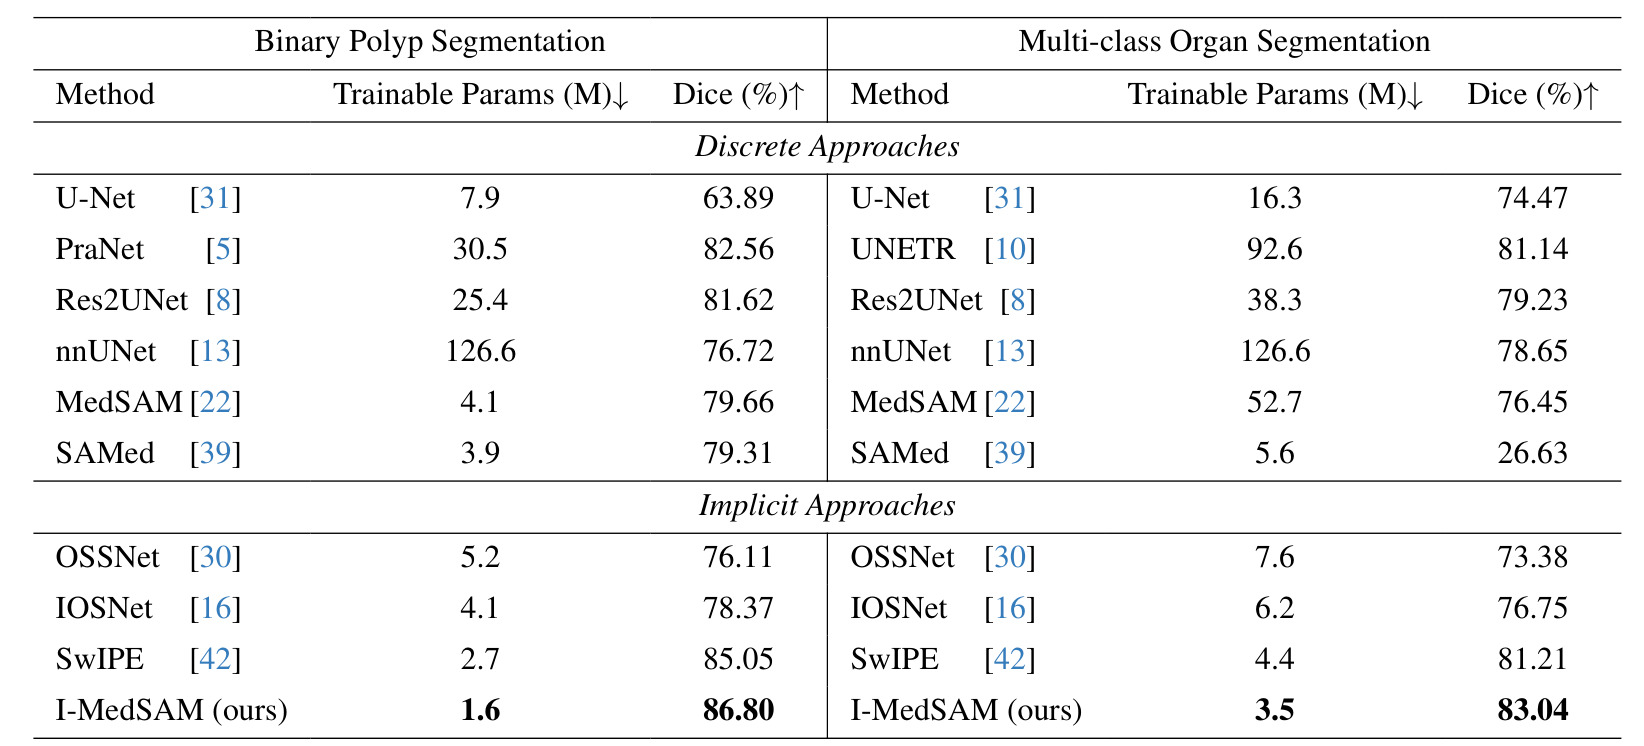 Binary Polyp Segmentation Multi-class Organ Segmentation
Method Trainable Params (M)↓ Dice (%)↑ Method Trainable Params (M)↓ Dice (%)↑
Discrete Approaches
U-Net [31] 7.9 63.89 U-Net [31] 16.3 74.47
PraNet [5] 30.5 82.56 UNETR [10] 92.6 81.14
Res2UNet [8] 25.4 81.62 Res2UNet [8] 38.3 79.23
nnUNet [13] 126.6 76.72 nnUNet [13] 126.6 78.65
MedSAM [22] 4.1 79.66 MedSAM [22] 52.7 76.45
SAMed [39] 3.9 79.31 SAMed [39] 5.6 26.63
Implicit Approaches
OSSNet [30] 5.2 76.11 OSSNet [30] 7.6 73.38
IOSNet [16] 4.1 78.37 IOSNet [16] 6.2 76.75
SwIPE [42] 2.7 85.05 SwIPE [42] 4.4 81.21
I-MedSAM (ours) 1.6 86.80 I-MedSAM (ours) 3.5 83.04